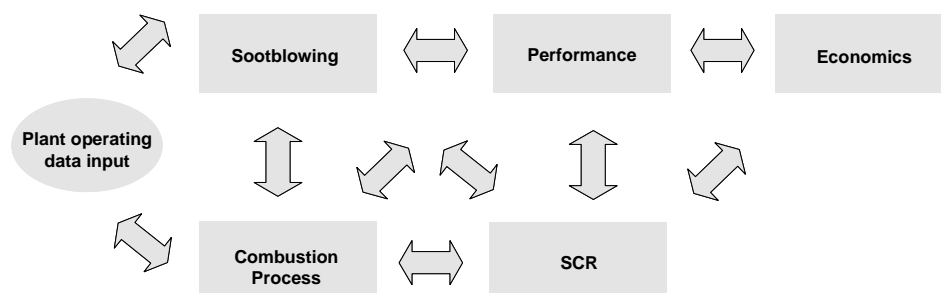 Sootblowing
Performance
Economics
Plant operating
data input
Combustion
Process
SCR